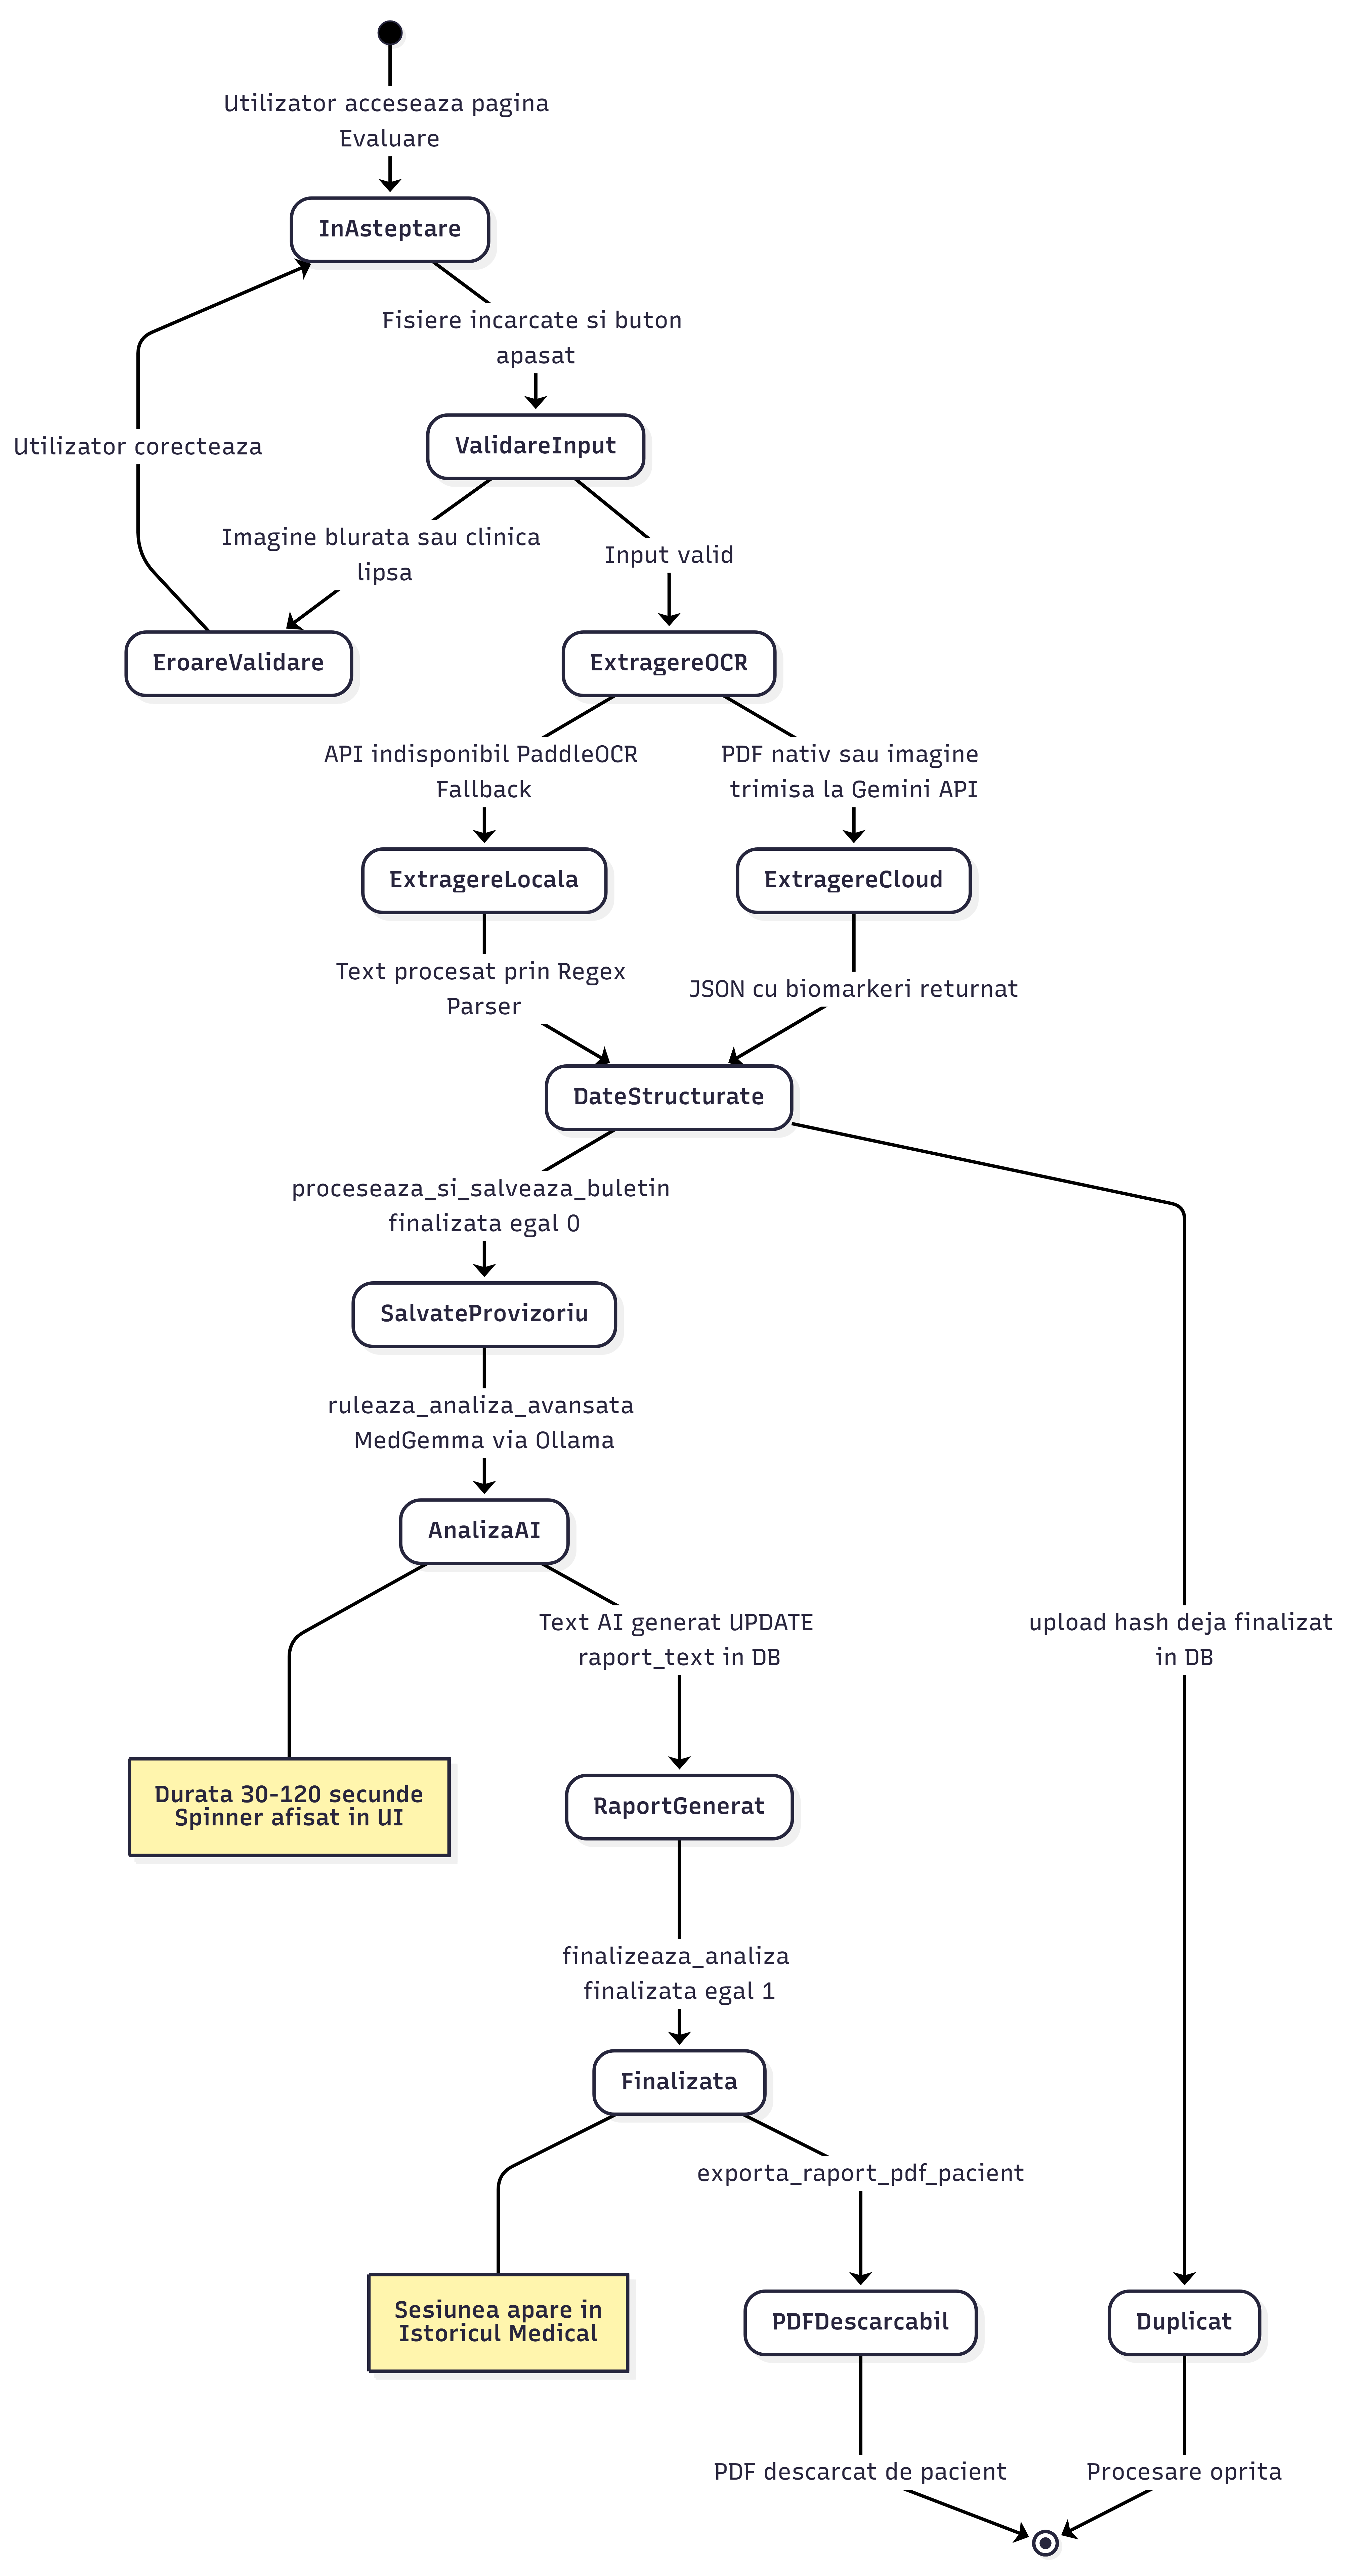 Utilizator acceseaza pagina
Evaluare
InAsteptare
Fisiere incarcate si buton
apasat
Utilizator corecteaza
ValidareInput
Imagine blurata sau clinica
lipsa
Input valid
EroareValidare
ExtragereOCR
API indisponibil PaddleOCR
Fallback
PDF nativ sau imagine
trimisa la Gemini API
ExtragereLocala
ExtragereCloud
Text procesat prin Regex
Parser
JSON cu biomarkeri returnat
DateStructurate
proceseaza_si_salveaza_buletin
finalizata egal 0
SalvateProvizoriu
ruleaza_analiza_avansata
MedGemma via Ollama
AnalizaAI
Text AI generat UPDATE
raport_text in DB
upload hash deja finalizat
in DB
Durata 30-120 secunde
Spinner afisat in UI
RaportGenerat
finalizeaza_analiza
finalizata egal 1
Finalizata
exporta_raport_pdf_pacient
Sesiunea apare in
Istoricul Medical
PDFDescarcabil
Duplicat
PDF descarcat de pacient
Procesare oprita